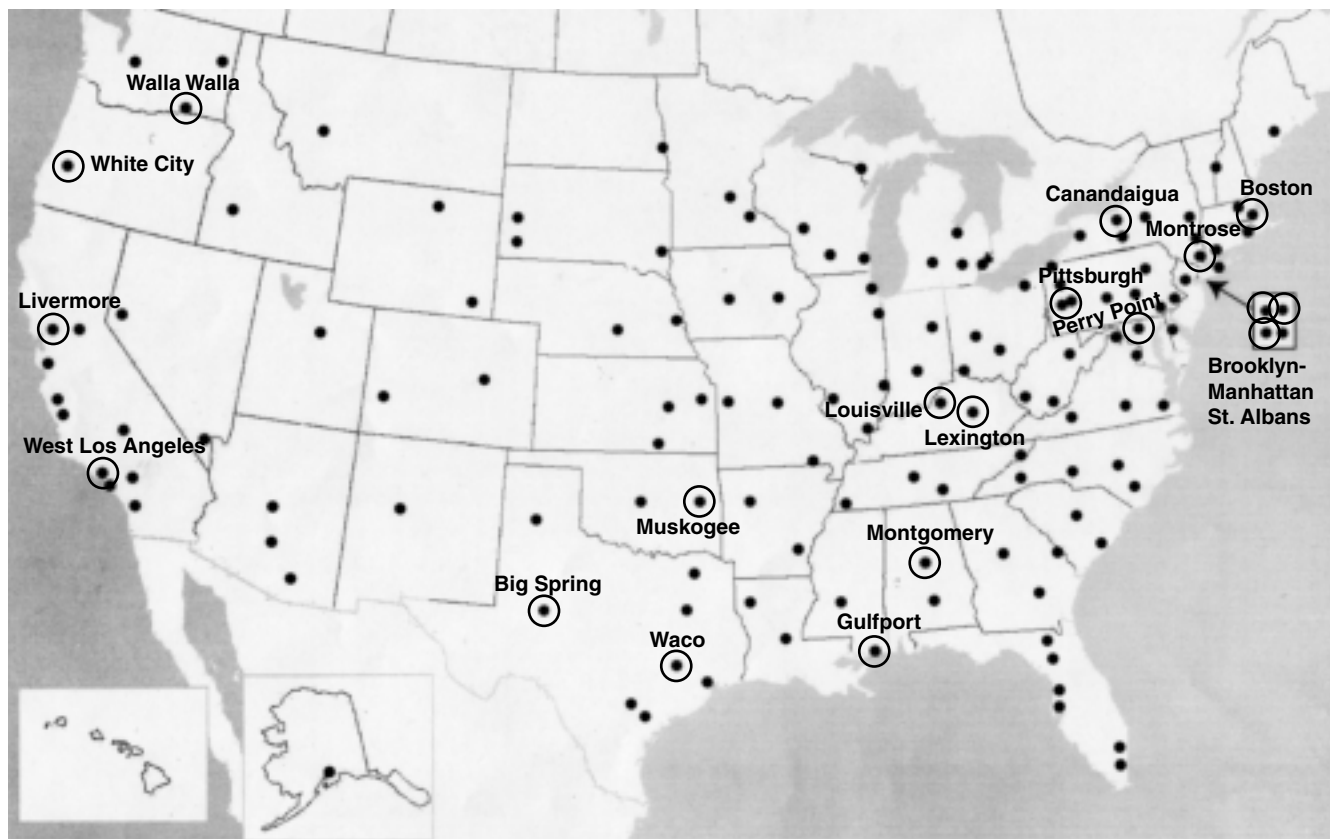 Walla Walla
White City
Canandaigua
Boston
Montrose
Pittsburgh
Livermore
Perry Point
Brooklyn-
Manhattan
St. Albans
Louisville
Lexington
West Los Angeles
Muskogee
Montgomery
Big Spring
Gulfport
Waco